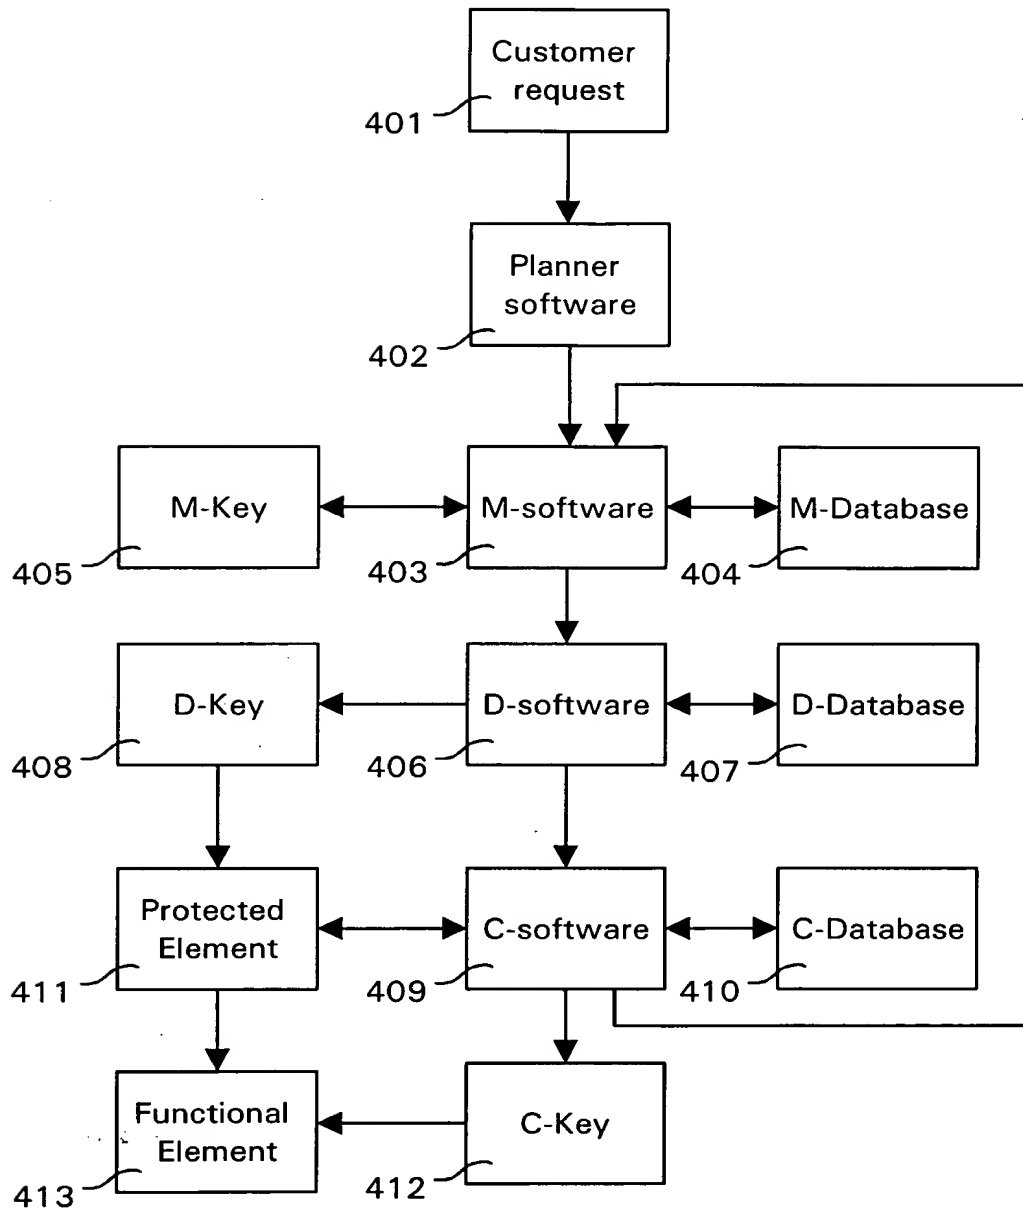 Customer
request
401
Planner
software
402
M-Key
M-software
M-Database
405
403
404
D-Key
D-software
D-Database
408
406
407
Protected
Element
C-software
C-Database
411
409
410
Functional
Element
C-Key
413
412